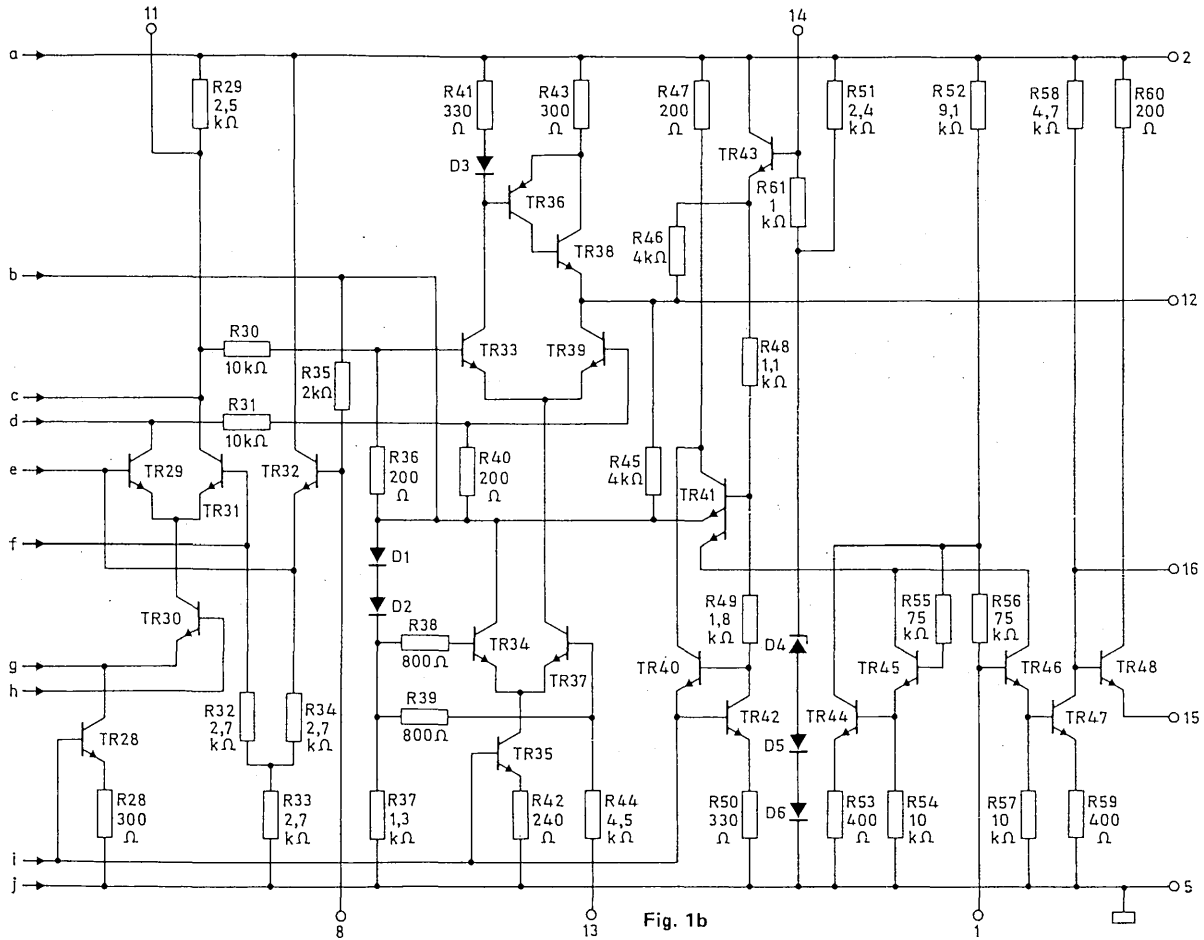 11
14
a
2
R29
2,5
kΩ
R41
330
Ω
R43
300
Ω
R47
200
Ω
R51
2,4
kΩ
R52
9,1
kΩ
R58
4,7
kΩ
R60
200
Ω
D3
TR43
TR36
R61
1
kΩ
TR38
R46
4kΩ
b
12
R30
10kΩ
TR33
TR39
R48
1,1
kΩ
R35
2kΩ
c
d
R31
10kΩ
e
TR29
TR31
TR32
R36
200
Ω
R40
200
Ω
R45
4kΩ
TR41
f
D1
16
D2
R49
1,8
kΩ
R55
75
kΩ
R56
75
kΩ
TR30
R38
800Ω
TR34
TR37
D4
TR40
TR45
TR46
TR48
g
h
R32
2,7
kΩ
R34
2,7
kΩ
R39
800Ω
TR42
TR44
TR47
15
TR28
TR35
D5
R28
300
Ω
R33
2,7
kΩ
R37
1,3
kΩ
R42
240
Ω
R44
4,5
kΩ
R50
330
Ω
D6
R53
400
Ω
R54
10
kΩ
R57
10
kΩ
R59
400
Ω
i
j
5
8
13
Fig. 1b
1